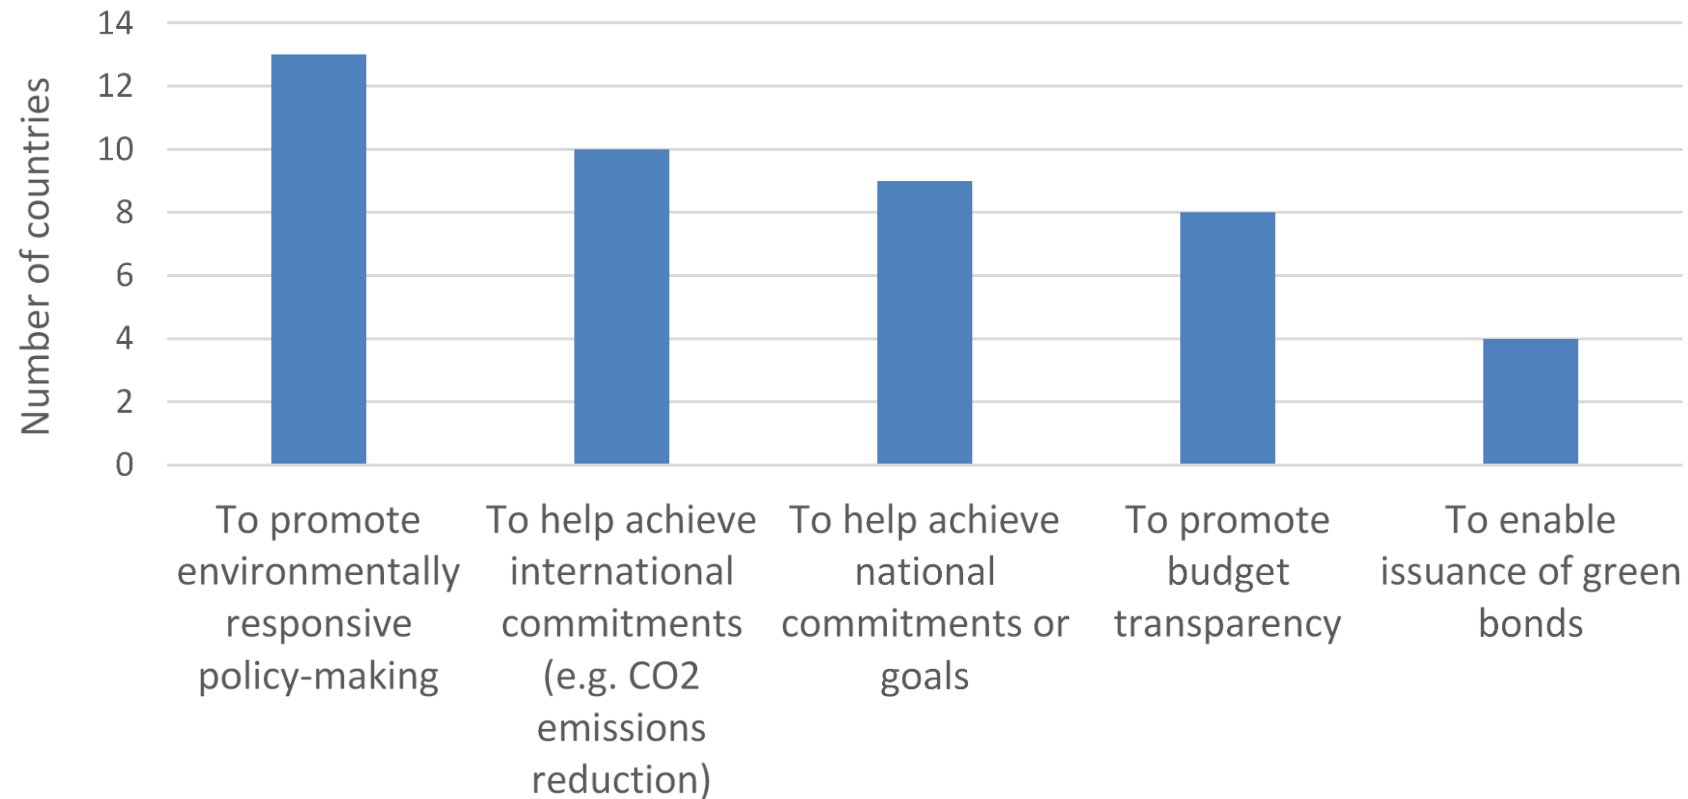 Number of countries
14
12
10
8
6
4
2
0
To promote
environmentally
responsive
policy-making
To help achieve
international
commitments
(e.g. CO2
emissions
reduction)
To help achieve
national
commitments or
goals
To promote
budget
transparency
To enable
issuance of green
bonds